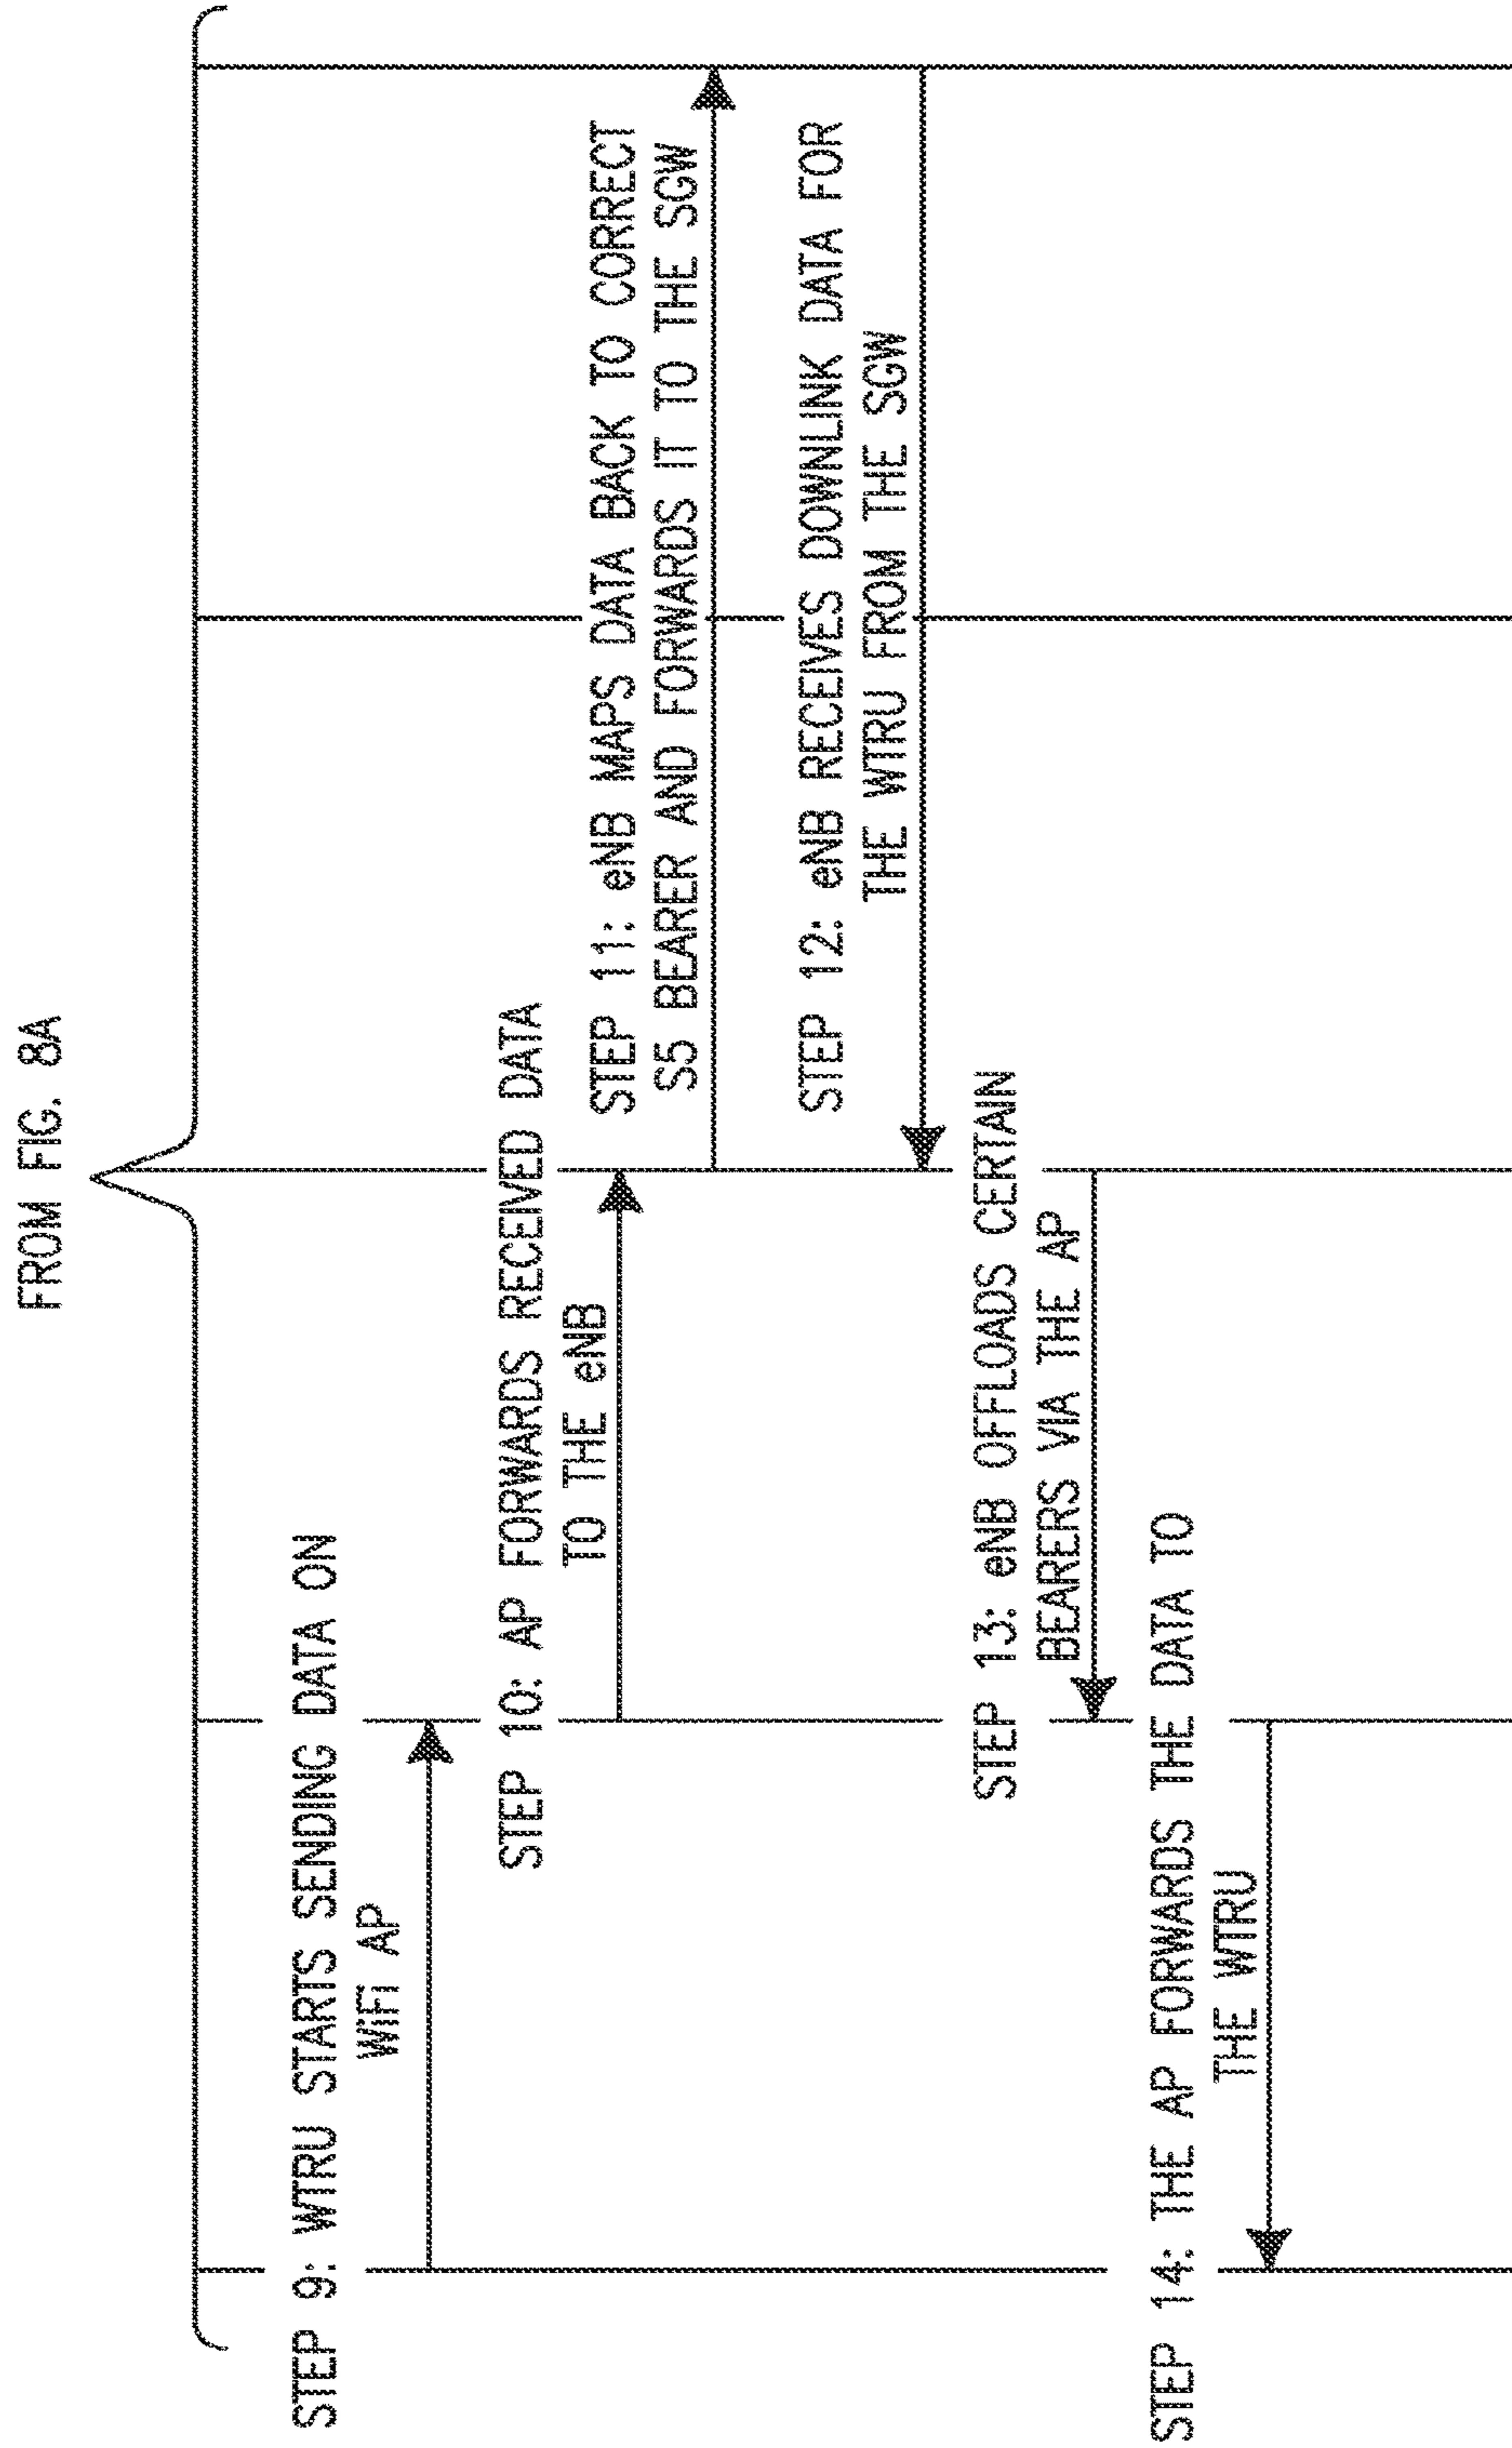 FROM FIG. 8A
STEP 9: WTRU STARTS SENDING DATA ON
WiFi AP
STEP 10: AP FORWARDS RECEIVED DATA
TO THE eNB
STEP 11: eNB MAPS DATA BACK TO CORRECT
S5 BEARER AND FORWARDS IT TO THE SGW
STEP 12: eNB RECEIVES DOWNLINK DATA FOR
THE WTRU FROM THE SGW
STEP 13: eNB OFFLOADS CERTAIN
BEARERS VIA THE AP
STEP 14: THE AP FORWARDS THE DATA TO
THE WTRU